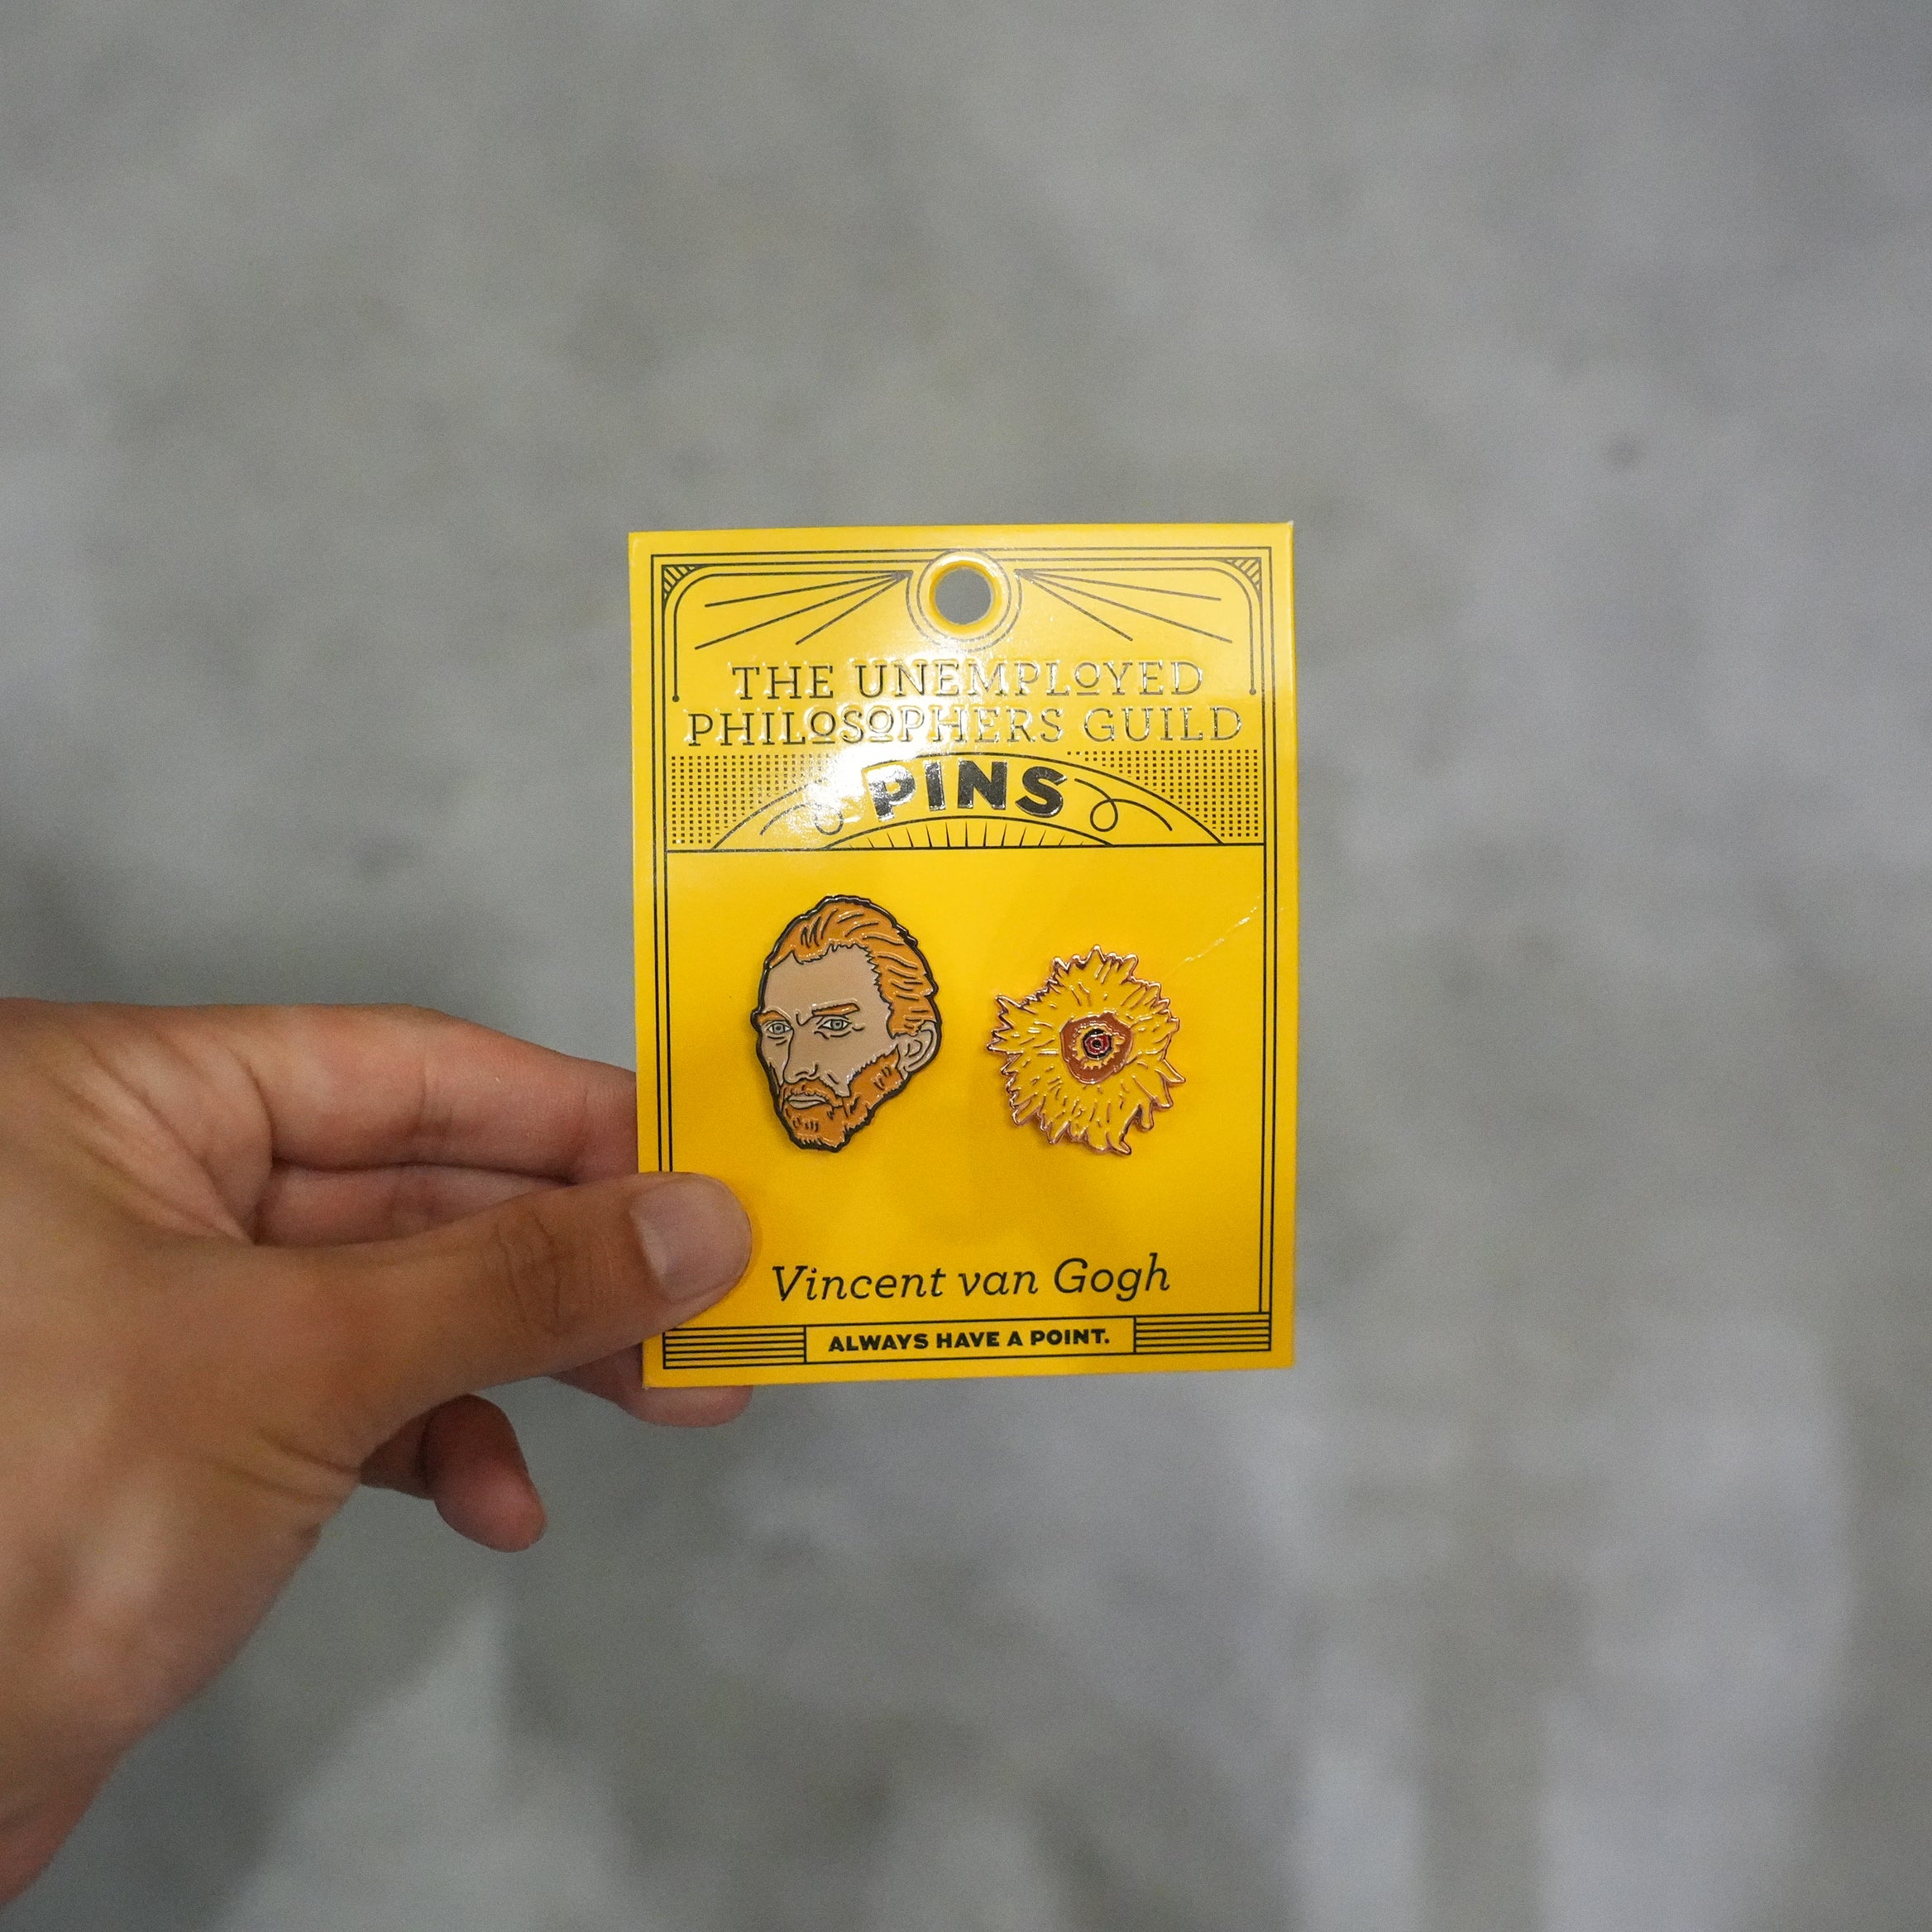 THE UNEMPLOYED
PHILOSOPHERS GUILD
PINS
Vincent van Gogh
ALWAYS HAVE A POINT.